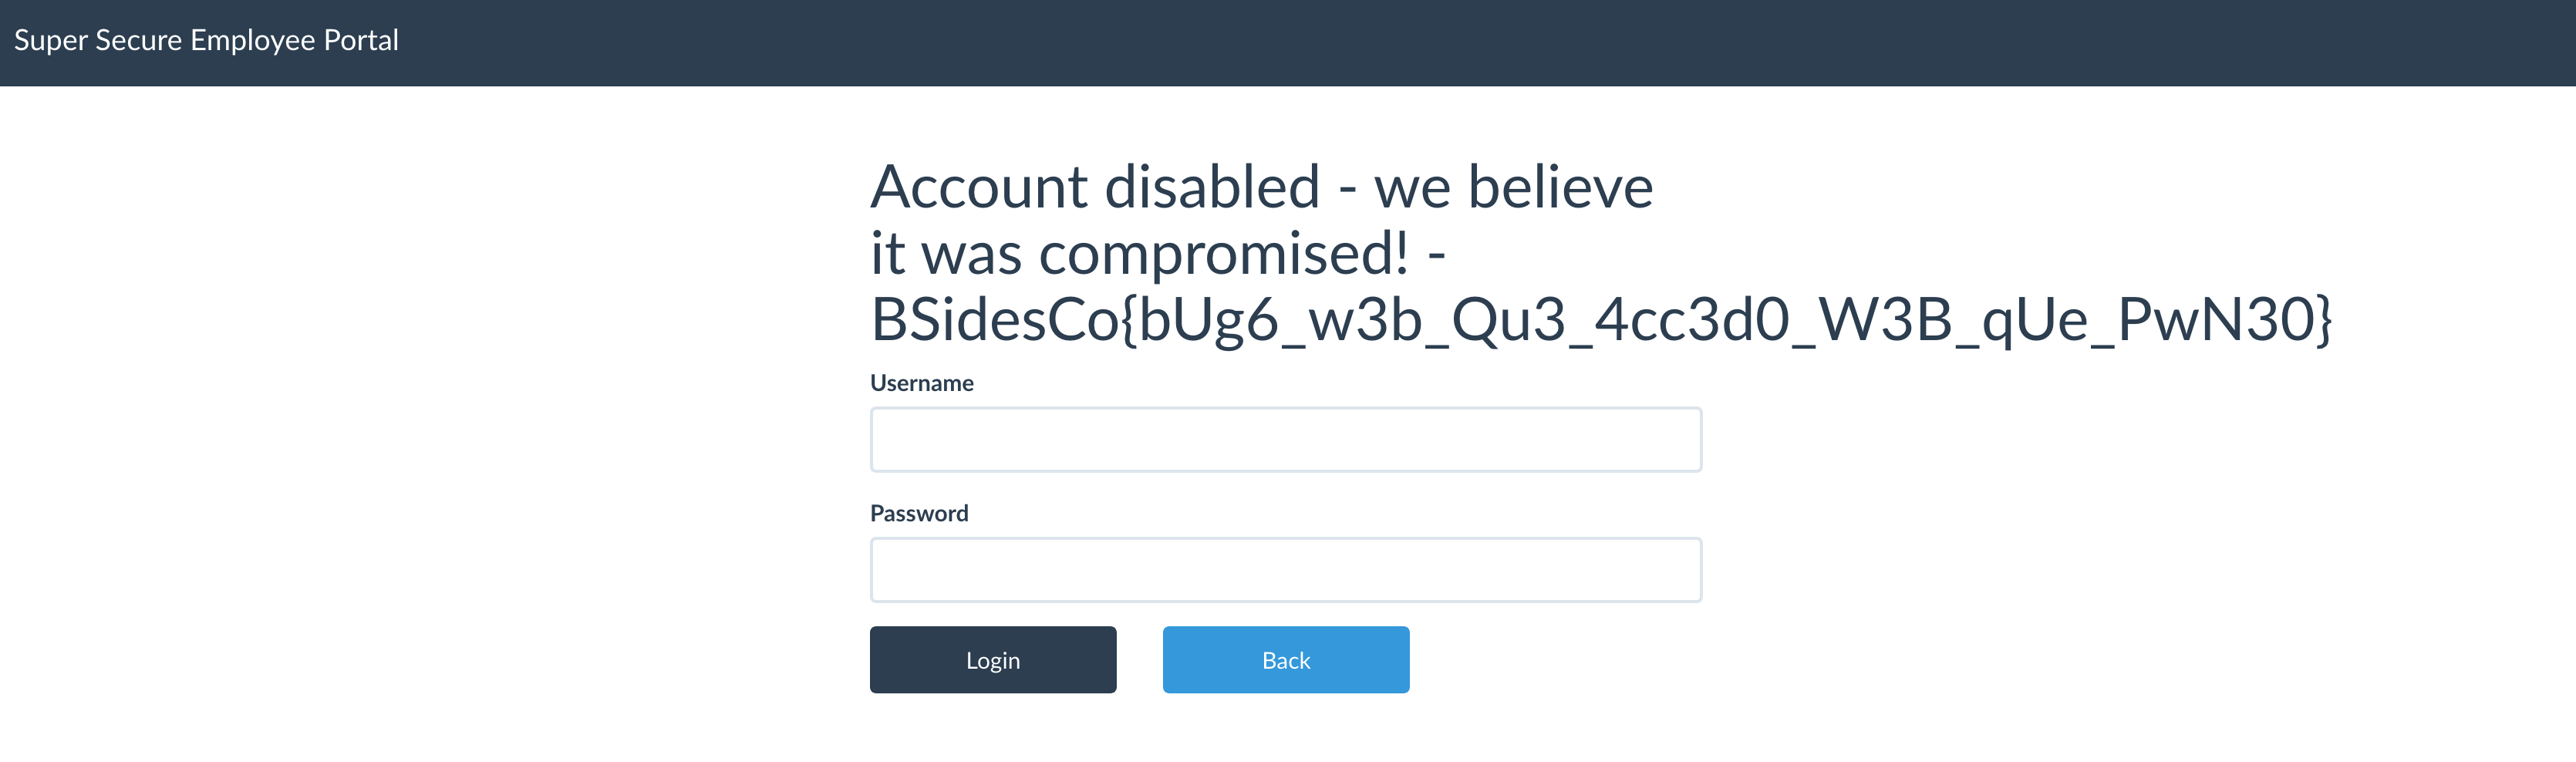 Super Secure Employee Portal
Account disabled - we believe
it was compromised! -
BSidesCo{bUg6_w3b_Qu3_4cc3d0_W3B_qUe_PwN30}
Username
Password
Login
Back